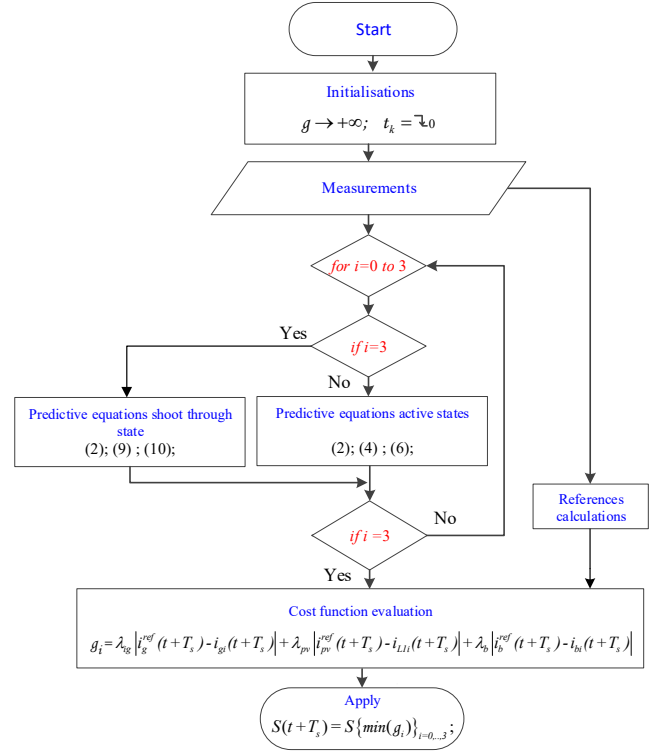 Start
Initialisations
g → +∞; t_k = ↴0
Measurements
for i=0 to 3
Yes
if i=3
No
Predictive equations shoot through
state
(2); (9) ; (10);
Predictive equations active states
(2); (4) ; (6);
if i =3
No
Yes
References
calculations
Cost function evaluation
g_i = λ_ig |i_g^ref (t+T_s) - i_gi (t+T_s)| + λ_pv |i_pv^ref (t+T_s) - i_L1i (t+T_s)| + λ_b |i_b^ref (t+T_s) - i_bi (t+T_s)|
Apply
S(t+T_s) = S{min(g_i)}_i=0,..,3 ;